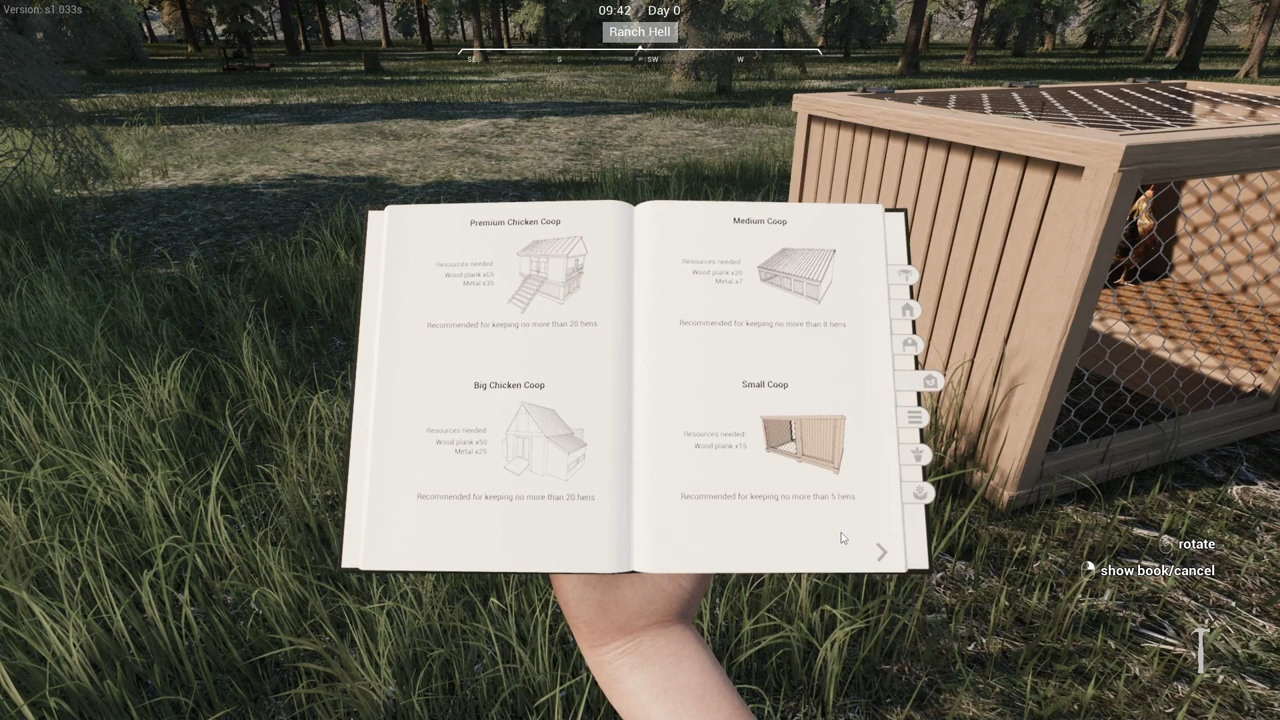 Version: s1.033s
09:42 Day 0
Ranch Hell
SE S SW W
Premium Chicken Coop
Resources needed:
Wood plank x65
Metal x35
Recommended for keeping no more than 20 hens
Big Chicken Coop
Resources needed:
Wood plank x50
Metal x25
Recommended for keeping no more than 20 hens
Medium Coop
Resources needed:
Wood plank x20
Metal x7
Recommended for keeping no more than 8 hens
Small Coop
Resources needed:
Wood plank x15
Recommended for keeping no more than 5 hens
rotate
show book/cancel